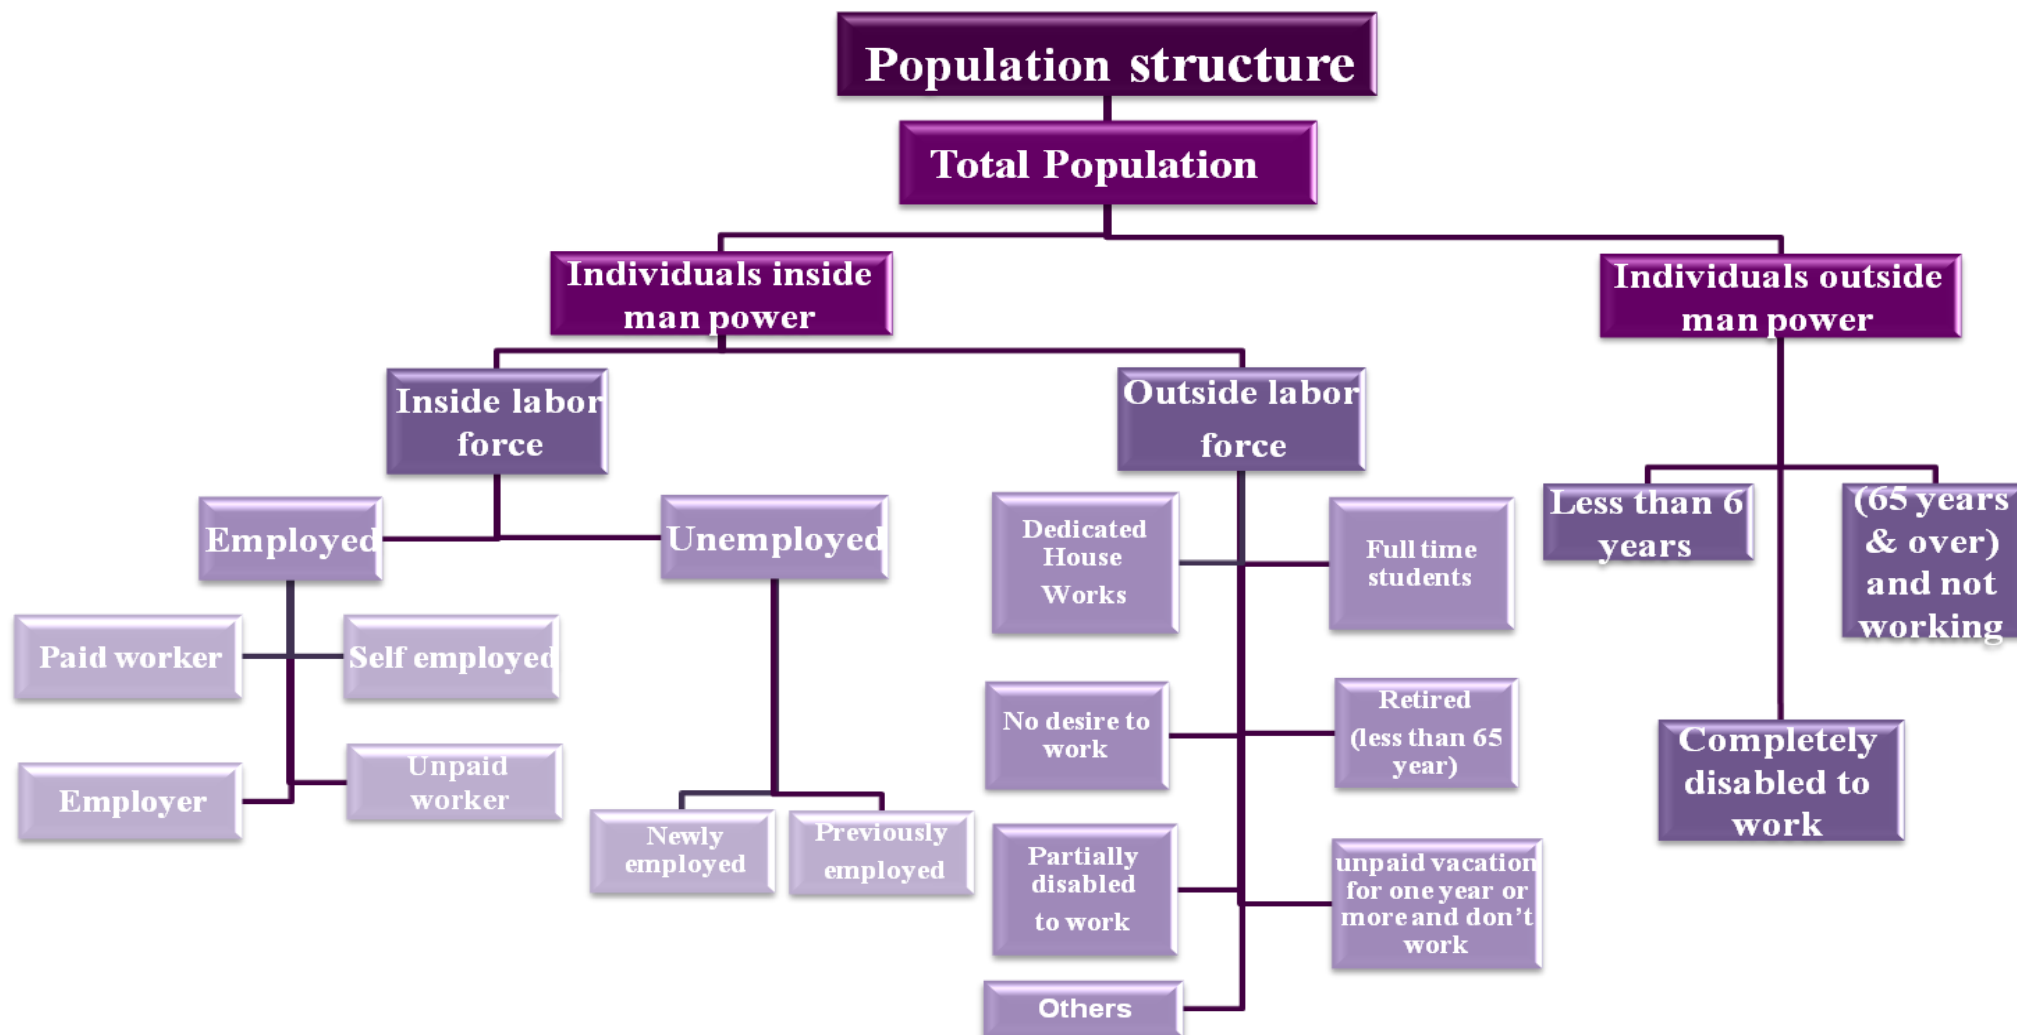 Population structure
Total Population
Individuals inside
man power
Individuals outside
man power
Inside labor
force
Outside labor
force
Less than 6
years
(65 years
& over)
and not
working
Employed
Unemployed
Dedicated
House
Works
Full time
students
Paid worker
Self employed
No desire to
work
Retired
(less than 65
year)
Completely
disabled to
work
Employer
Unpaid
worker
Newly
employed
Previously
employed
Partially
disabled
to work
unpaid vacation
for one year or
more and don’t
work
Others